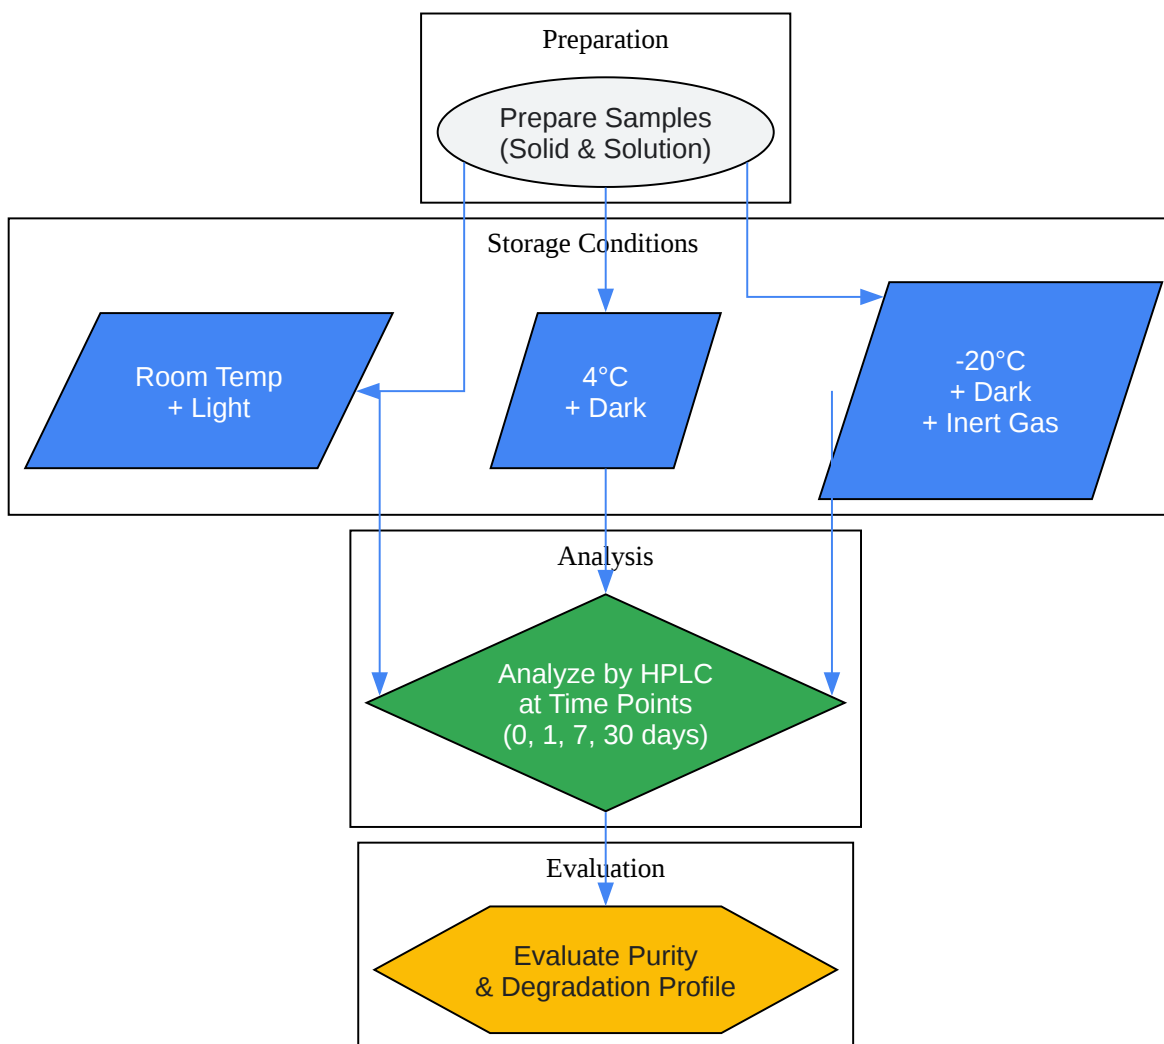 Preparation
Prepare Samples
(Solid & Solution)
Storage Conditions
Room Temp
+ Light
4°C
+ Dark
-20°C
+ Dark
+ Inert Gas
Analysis
Analyze by HPLC
at Time Points
(0, 1, 7, 30 days)
Evaluation
Evaluate Purity
& Degradation Profile